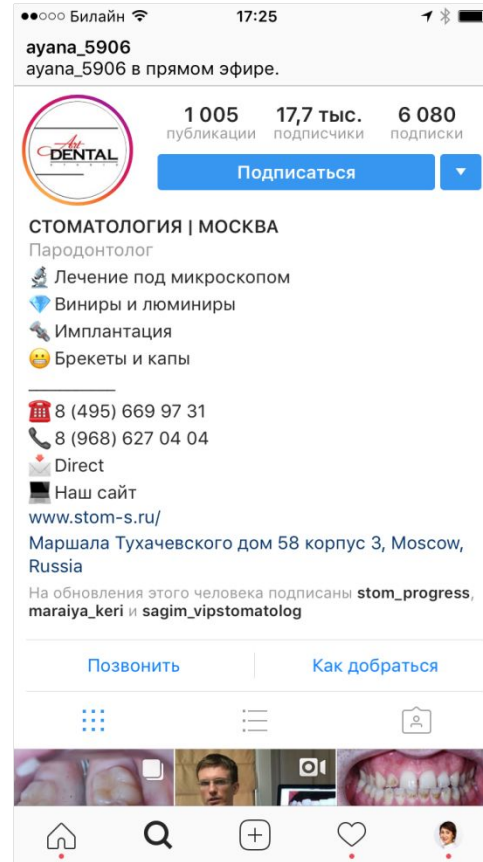 Билайн 17:25
ayana_5906
ayana_5906 в прямом эфире.
Art
DENTAL
STUDIO
1 005 17,7 тыс. 6 080
публикации подписчики подписки
Подписаться
СТОМАТОЛОГИЯ | МОСКВА
Пародонтолог
🔬 Лечение под микроскопом
💎 Виниры и люминиры
🔩 Имплантация
😬 Брекеты и капы
___________
☎️ 8 (495) 669 97 31
📞 8 (968) 627 04 04
📩 Direct
💻 Наш сайт
www.stom-s.ru/
Маршала Тухачевского дом 58 корпус 3, Moscow,
Russia
На обновления этого человека подписаны stom_progress,
maraiya_keri и sagim_vipstomatolog
Позвонить Как добраться